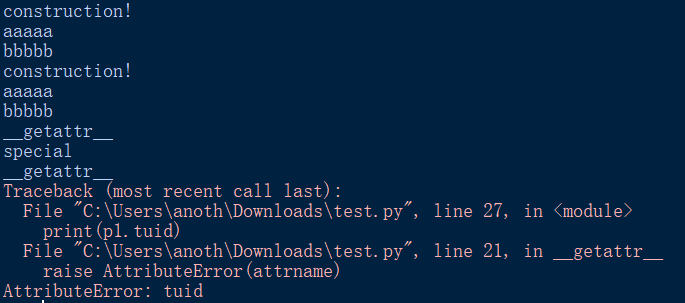 construction!
aaaaa
bbbbb
construction!
aaaaa
bbbbb
__getattr__
special
__getattr__
Traceback (most recent call last):
  File "C:\Users\anoth\Downloads\test.py", line 27, in <module>
    print(p1.tuid)
  File "C:\Users\anoth\Downloads\test.py", line 21, in __getattr__
    raise AttributeError(attrname)
AttributeError: tuid